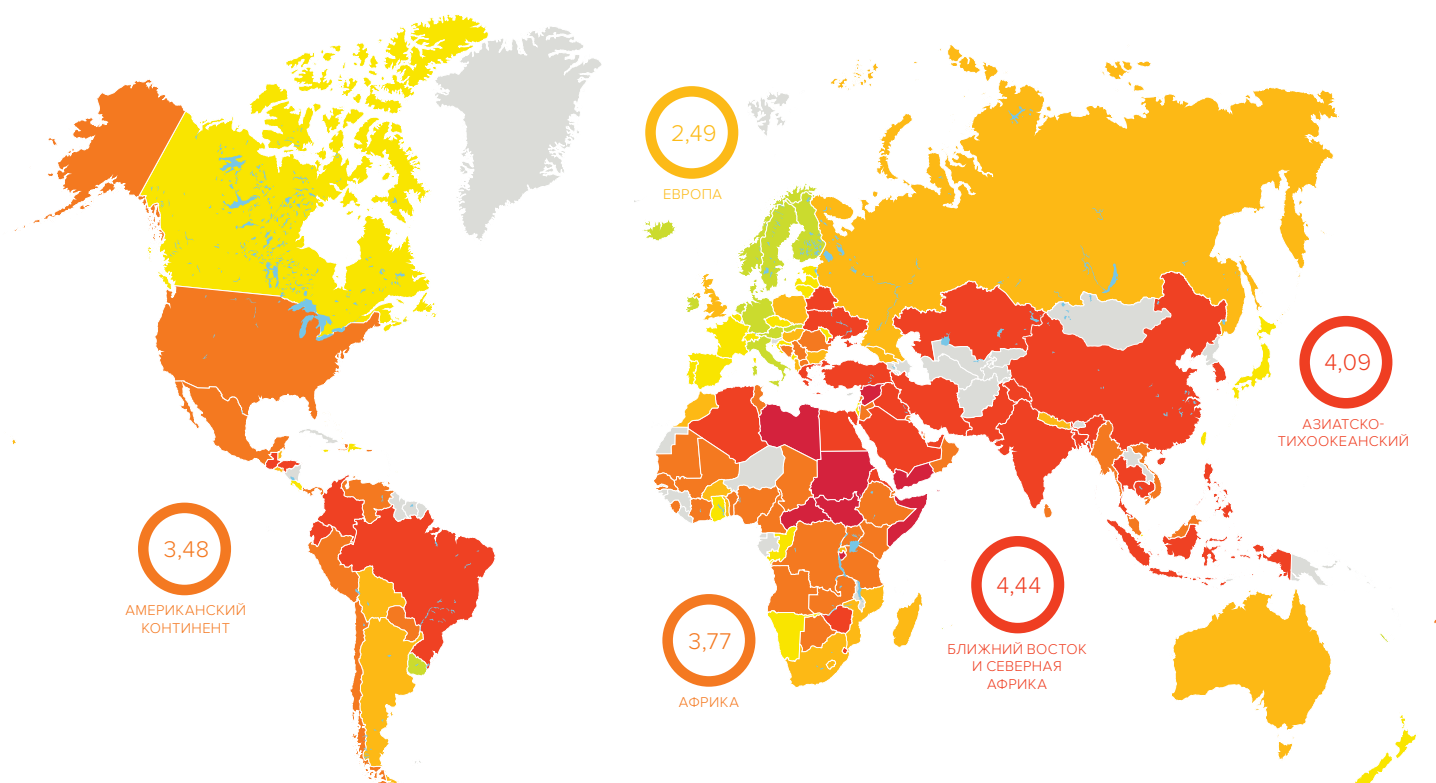 2,49
ЕВРОПА
4,09
АЗИАТСКО-
ТИХООКЕАНСКИЙ
3,48
АМЕРИКАНСКИЙ
КОНТИНЕНТ
4,44
БЛИЖНИЙ ВОСТОК
И СЕВЕРНАЯ
АФРИКА
3,77
АФРИКА